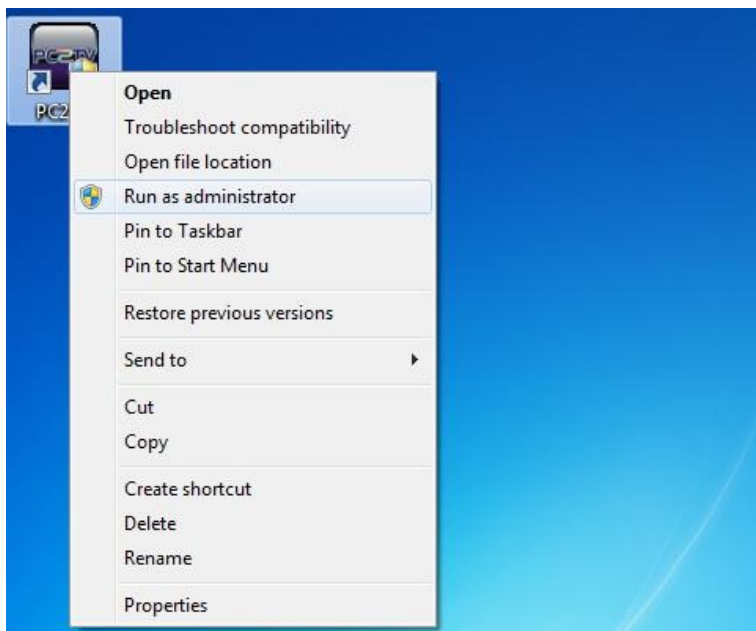 PC2TV
PC2
Open
Troubleshoot compatibility
Open file location
Run as administrator
Pin to Taskbar
Pin to Start Menu
Restore previous versions
Send to
Cut
Copy
Create shortcut
Delete
Rename
Properties